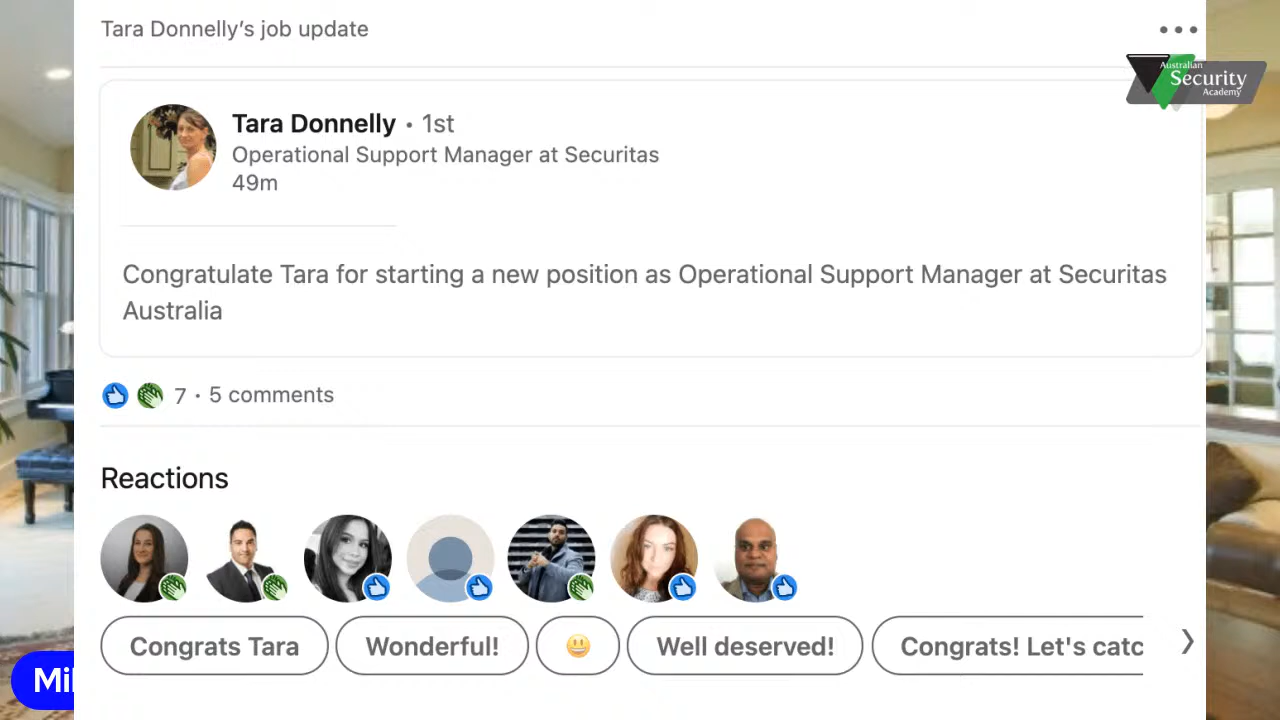 Tara Donnelly’s job update
Australian
Security
Academy
Tara Donnelly • 1st
Operational Support Manager at Securitas
49m
Congratulate Tara for starting a new position as Operational Support Manager at Securitas
Australia
7 • 5 comments
Reactions
Congrats Tara
Wonderful!
Well deserved!
Congrats! Let's catc